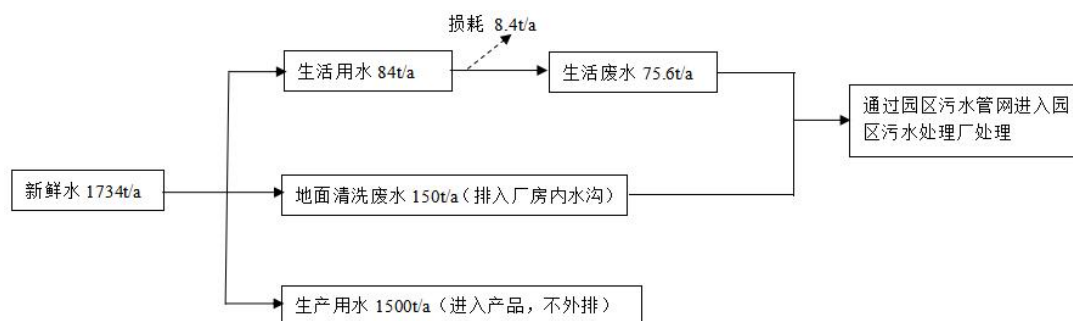 损耗 8.4t/a
生活用水 84t/a
生活废水 75.6t/a
通过园区污水管网进入园
区污水处理厂处理
新鲜水 1734t/a
地面清洗废水 150t/a（排入厂房内水沟）
生产用水 1500t/a（进入产品，不外排）